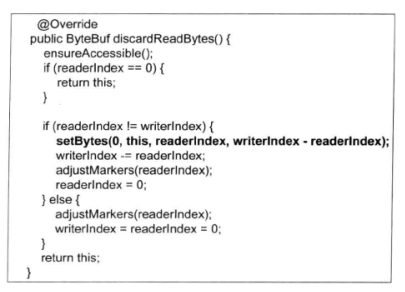 @Override
public ByteBuf discardReadBytes() {
ensureAccessible();
if (readerIndex == 0) {
return this;
}
if (readerIndex != writerIndex) {
setBytes(0, this, readerIndex, writerIndex - readerIndex);
writerIndex -= readerIndex;
adjustMarkers(readerIndex);
readerIndex = 0;
} else {
adjustMarkers(readerIndex);
writerIndex = readerIndex = 0;
}
return this;
}